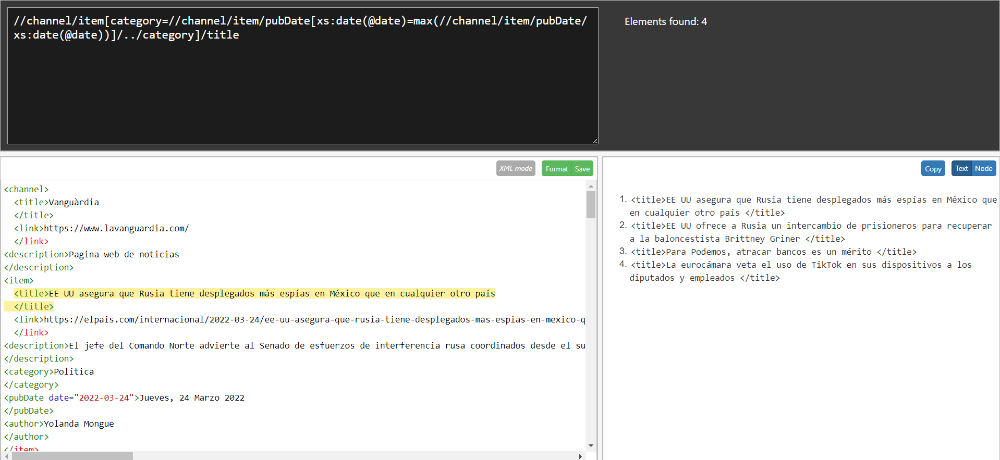 //channel/item[category=//channel/item/pubDate[xs:date(@date)=max(//channel/item/pubDate/
xs:date(@date))]/../category]/title
Elements found: 4
XML mode
Format
Save
<channel>
<title>Vanguàrdia
</title>
<link>https://www.lavanguardia.com/
</link>
<description>Pagina web de noticias
</description>
<item>
<title>EE UU asegura que Rusia tiene desplegados más espías en México que en cualquier otro país
</title>
<link>https://elpais.com/internacional/2022-03-24/ee-uu-asegura-que-rusia-tiene-desplegados-mas-espias-en-mexico-q
</link>
<description>El jefe del Comando Norte advierte al Senado de esfuerzos de interferencia rusa coordinados desde el su
</description>
<category>Política
</category>
<pubDate date="2022-03-24">Jueves, 24 Marzo 2022
</pubDate>
<author>Yolanda Mongue
</author>
</item>
Copy
Text
Node
1. <title>EE UU asegura que Rusia tiene desplegados más espías en México que
en cualquier otro país </title>
2. <title>EE UU ofrece a Rusia un intercambio de prisioneros para recuperar
a la baloncestista Brittney Griner </title>
3. <title>Para Podemos, atracar bancos es un mérito </title>
4. <title>La eurocámara veta el uso de TikTok en sus dispositivos a los
diputados y empleados </title>